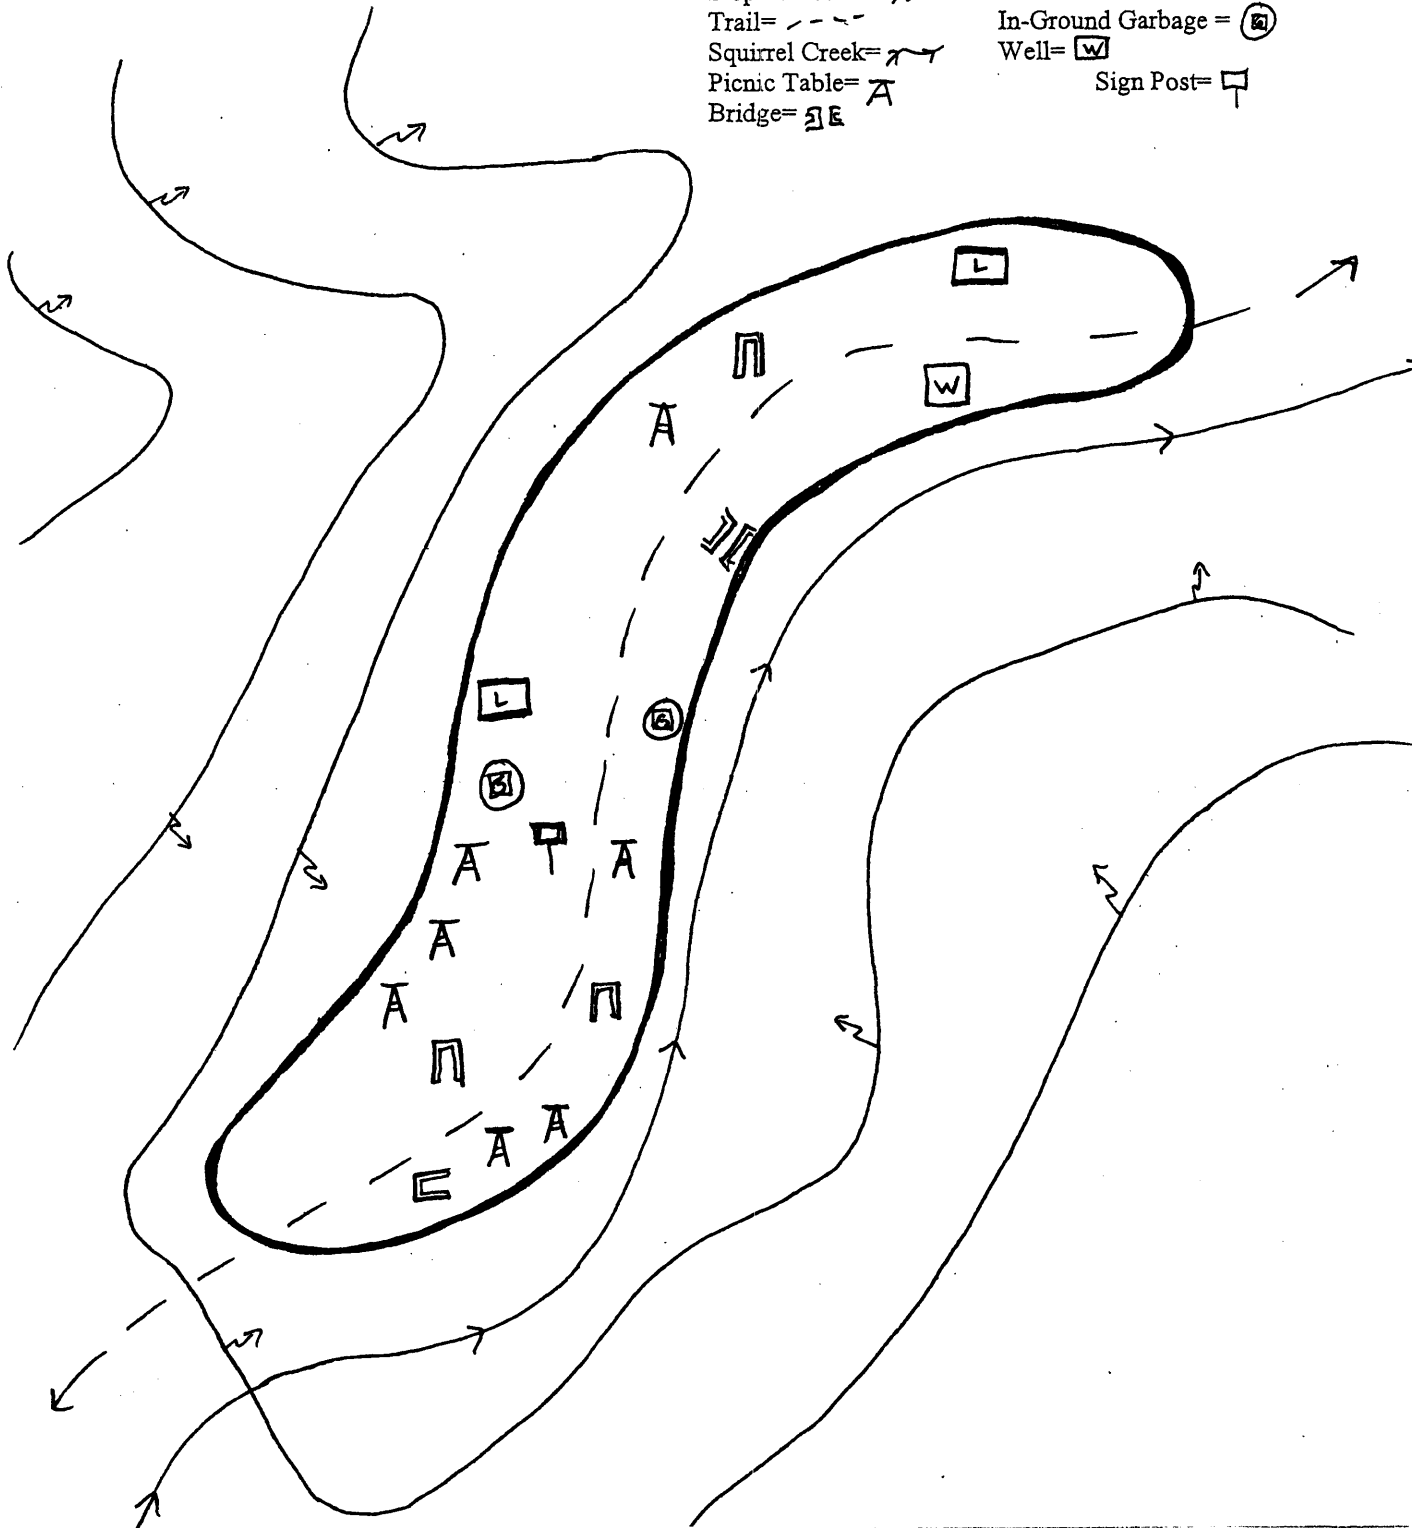 Trail=
In-Ground Garbage = G
Squirrel Creek=
Well= W
Picnic Table=
Sign Post=
Bridge=
L
W
L
G
G